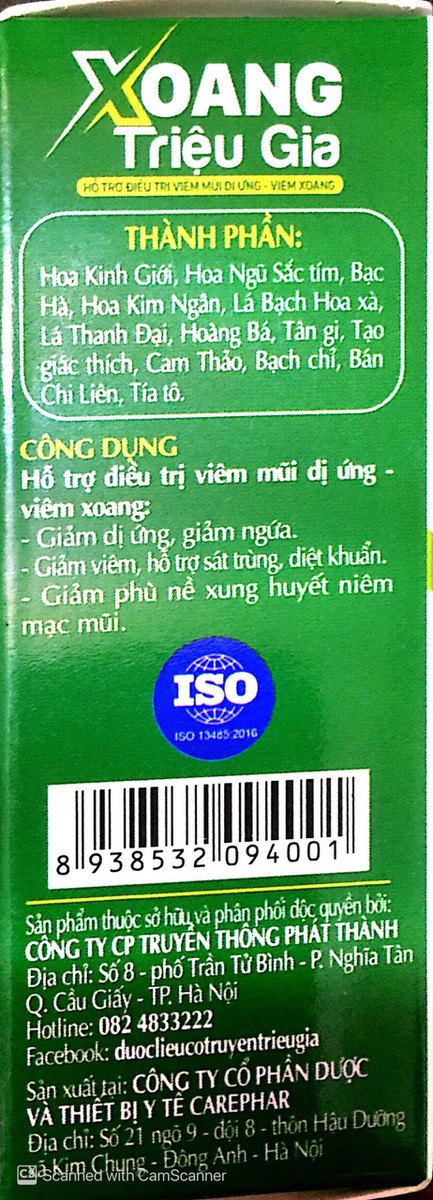 XOANG
Triệu Gia
HỖ TRỢ ĐIỀU TRỊ VIÊM MŨI DỊ ỨNG - VIÊM XOANG
THÀNH PHẦN:
Hoa Kinh Giới, Hoa Ngũ Sắc tím, Bạc
Hà, Hoa Kim Ngân, Lá Bạch Hoa xà,
Lá Thanh Đại, Hoàng Bá, Tân gi, Tạo
giác thích, Cam Thảo, Bạch chỉ, Bán
Chi Liên, Tía tô.
CÔNG DỤNG
Hỗ trợ điều trị viêm mũi dị ứng -
viêm xoang:
- Giảm dị ứng, giảm ngứa.
- Giảm viêm, hỗ trợ sát trùng, diệt khuẩn.
- Giảm phù nề xung huyết niêm
mạc mũi.
ISO
ISO 13485:2016
8 938532 094001
Sản phẩm thuộc sở hữu và phân phối độc quyền bởi:
CÔNG TY CP TRUYỀN THÔNG PHÁT THÀNH
Địa chỉ: Số 8 - phố Trần Tử Bình - P. Nghĩa Tân
Q. Cầu Giấy - TP. Hà Nội
Hotline: 082 4833222
Facebook: duoclieucotruyentrieugia
Sản xuất tại: CÔNG TY CỔ PHẦN DƯỢC
VÀ THIẾT BỊ Y TẾ CAREPHAR
Địa chỉ: Số 21 ngõ 9 - đội 8 - thôn Hậu Dưỡng
Kim Chung - Đông Anh - Hà Nội
CS Scanned with CamScanner